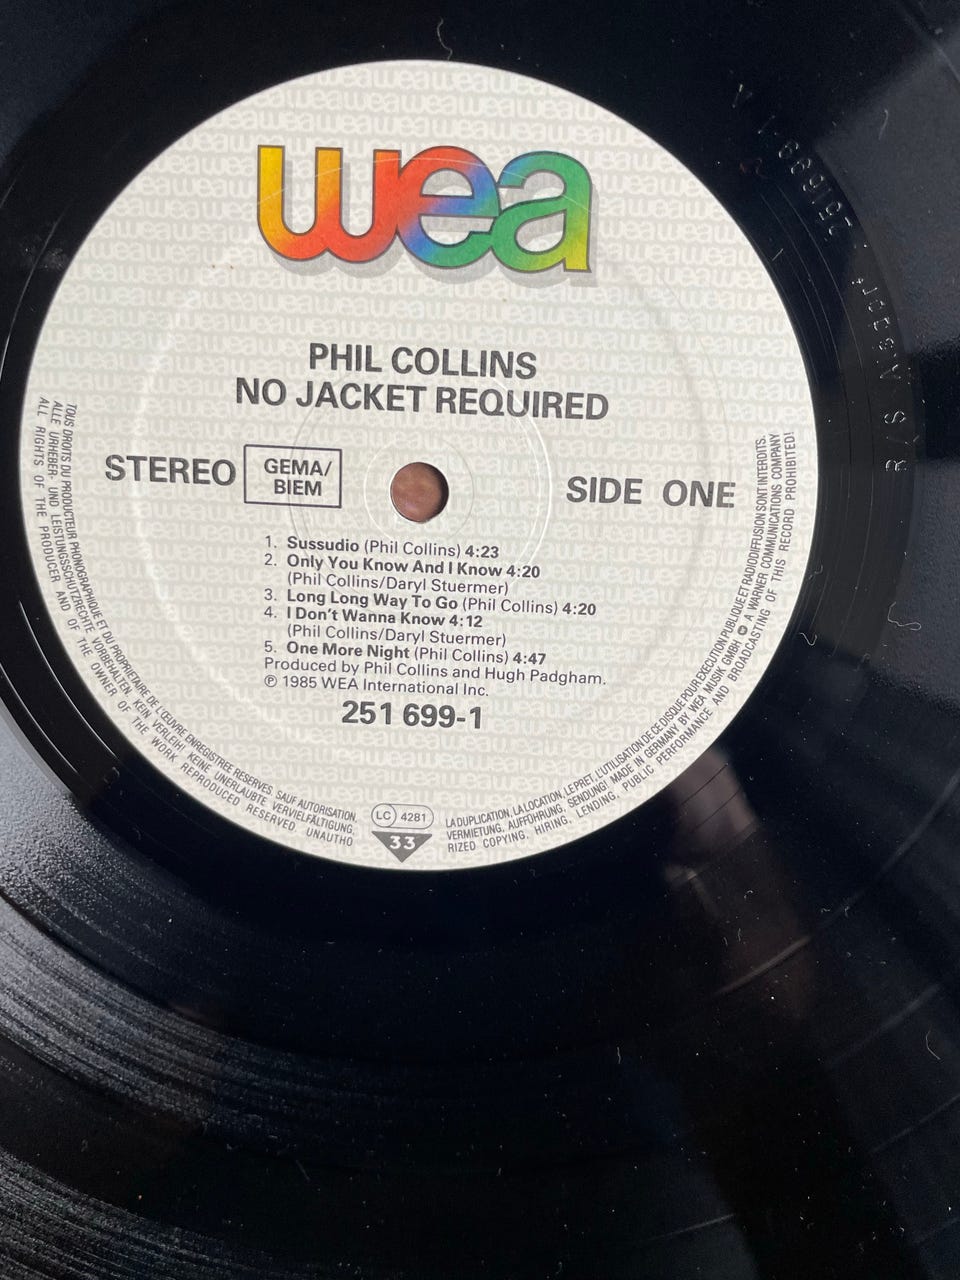 wea
PHIL COLLINS
NO JACKET REQUIRED
STEREO
GEMA/
BIEM
SIDE ONE
1. Sussudio (Phil Collins) 4:23
2. Only You Know And I Know 4:20
(Phil Collins/Daryl Stuermer)
3. Long Long Way To Go (Phil Collins) 4:20
4. I Don't Wanna Know 4:12
(Phil Collins/Daryl Stuermer)
5. One More Night (Phil Collins) 4:47
Produced by Phil Collins and Hugh Padgham.
℗ 1985 WEA International Inc.
251 699-1
LC 4281
33
TOUS DROITS DU PRODUCTEUR PHONOGRAPHIQUE ET DU PROPRIETAIRE DE L'ŒUVRE ENREGISTREE RESERVES. SAUF AUTORISATION,
LA DUPLICATION, LA LOCATION, LE PRET, L'UTILISATION DE CE DISQUE POUR EXECUTION PUBLIQUE ET RADIODIFFUSION SONT INTERDITS.
ALLE URHEBER- UND LEISTUNGSSCHUTZRECHTE VORBEHALTEN. KEIN VERLEIH! KEINE UNERLAUBTE VERVIELFÄLTIGUNG,
VERMIETUNG, AUFFÜHRUNG, SENDUNG! MADE IN GERMANY BY WEA MUSIK GMBH A WARNER COMMUNICATIONS COMPANY
ALL RIGHTS OF THE PRODUCER AND OF THE OWNER OF THE WORK REPRODUCED RESERVED. UNAUTHO
RIZED COPYING, HIRING, LENDING, PUBLIC PERFORMANCE AND BROADCASTING OF THIS RECORD PROHIBITED!